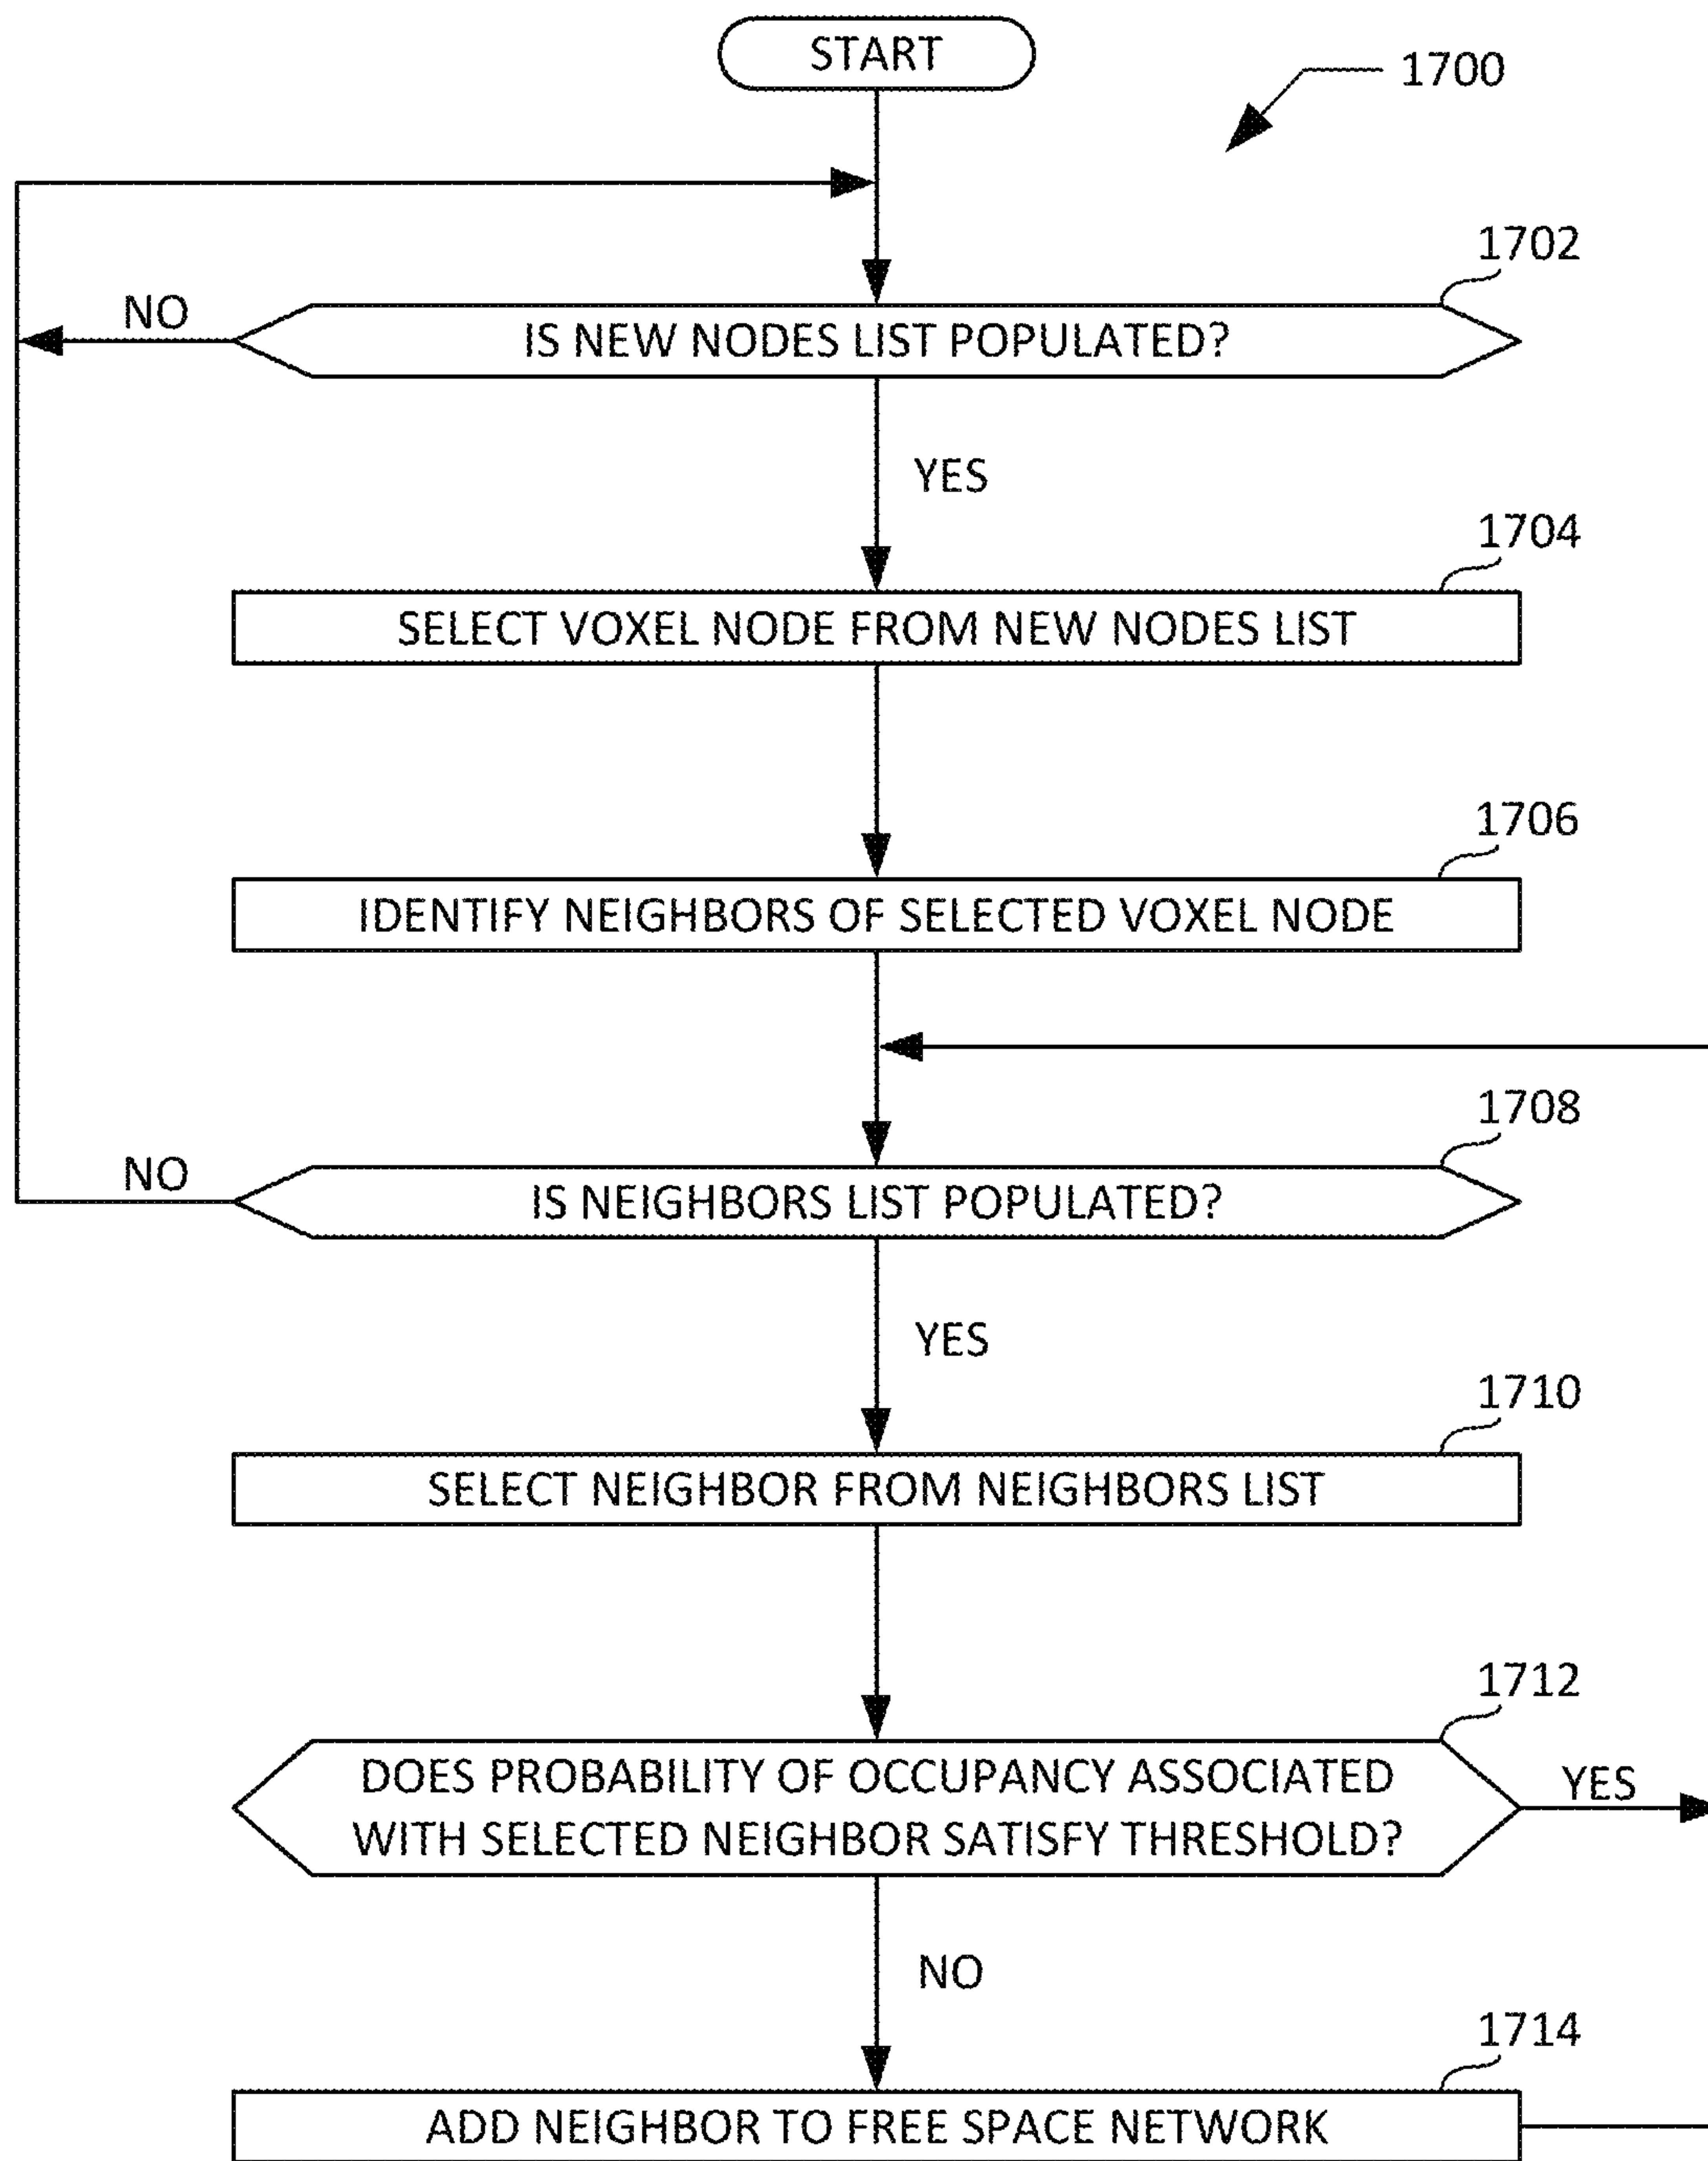 START
1700
1702
NO
IS NEW NODES LIST POPULATED?
YES
1704
SELECT VOXEL NODE FROM NEW NODES LIST
1706
IDENTIFY NEIGHBORS OF SELECTED VOXEL NODE
1708
NO
IS NEIGHBORS LIST POPULATED?
YES
1710
SELECT NEIGHBOR FROM NEIGHBORS LIST
1712
DOES PROBABILITY OF OCCUPANCY ASSOCIATED
WITH SELECTED NEIGHBOR SATISFY THRESHOLD?
YES
NO
1714
ADD NEIGHBOR TO FREE SPACE NETWORK